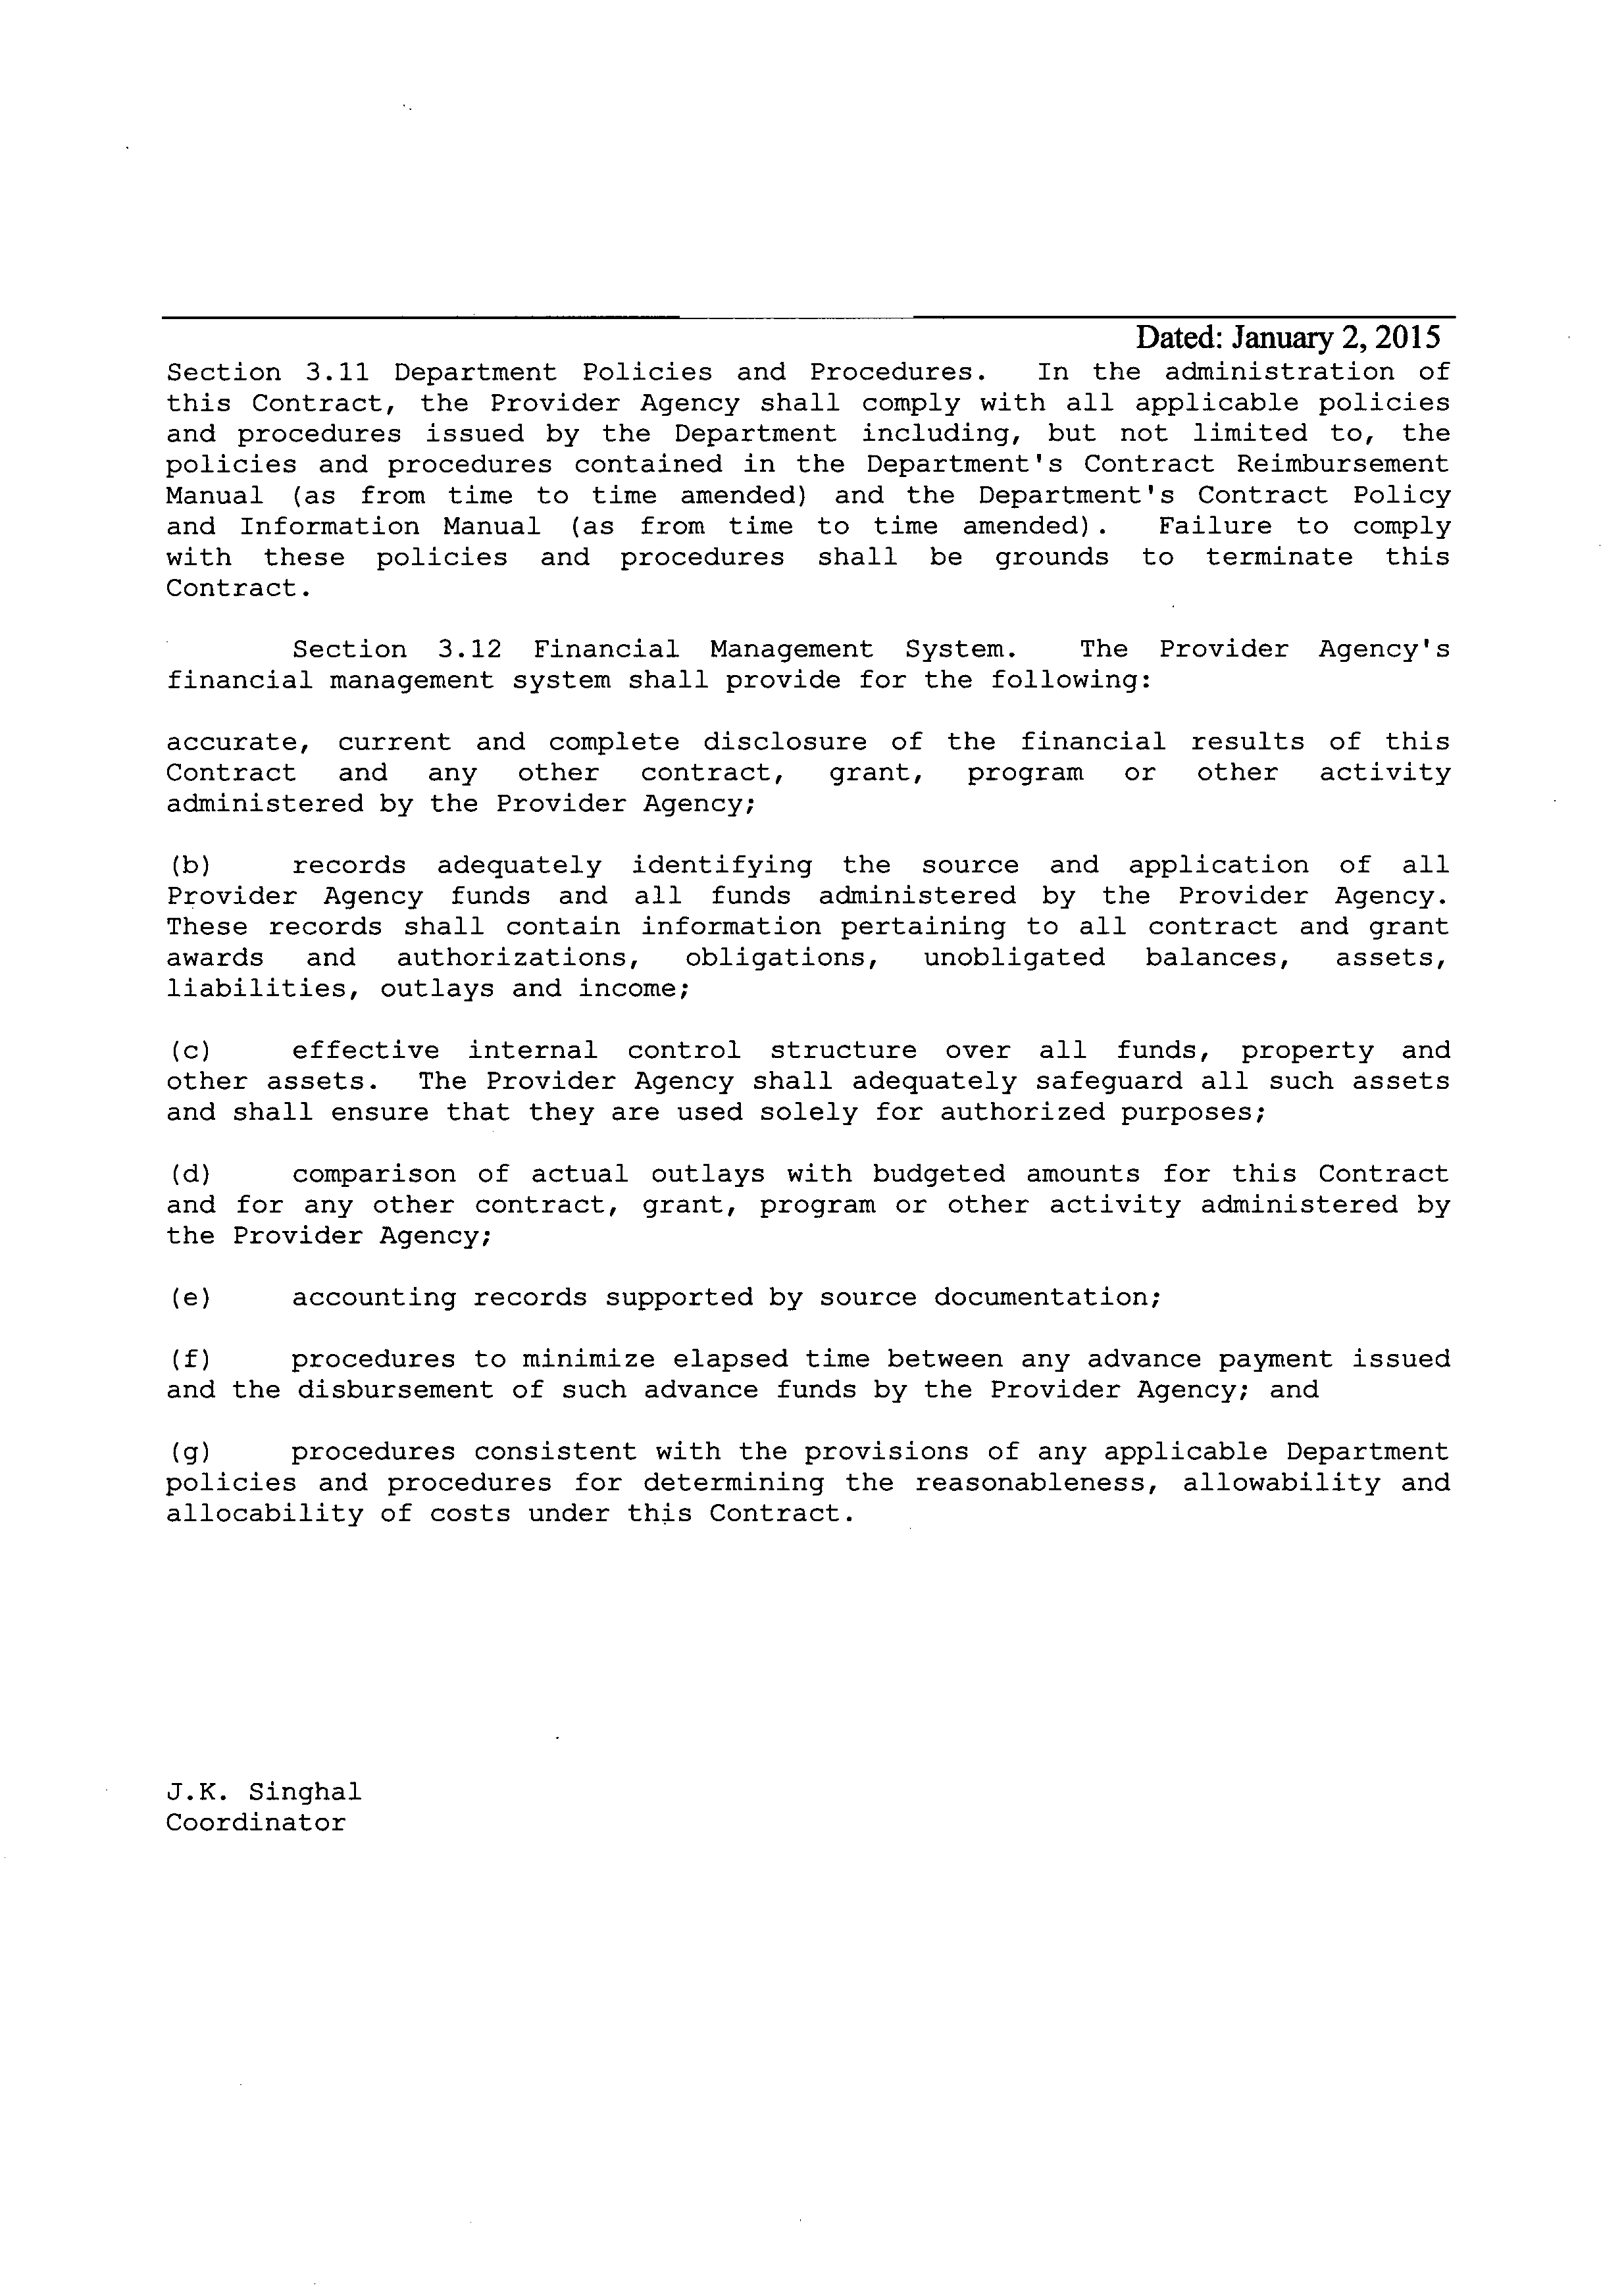 Dated: January 2, 2015
Section 3.11 Department Policies and Procedures. In the administration of
this Contract, the Provider Agency shall comply with all applicable policies
and procedures issued by the Department including, but not limited to, the
policies and procedures contained in the Department's Contract Reimbursement
Manual (as from time to time amended) and the Department's Contract Policy
and Information Manual (as from time to time amended). Failure to comply
with these policies and procedures shall be grounds to terminate this
Contract.
Section 3.12 Financial Management System. The Provider Agency's
financial management system shall provide for the following:
accurate, current and complete disclosure of the financial results of this
Contract and any other contract, grant, program or other activity
administered by the Provider Agency;
(b) records adequately identifying the source and application of all
Provider Agency funds and all funds administered by the Provider Agency.
These records shall contain information pertaining to all contract and grant
awards and authorizations, obligations, unobligated balances, assets,
liabilities, outlays and income;
(c) effective internal control structure over all funds, property and
other assets. The Provider Agency shall adequately safeguard all such assets
and shall ensure that they are used solely for authorized purposes;
(d) comparison of actual outlays with budgeted amounts for this Contract
and for any other contract, grant, program or other activity administered by
the Provider Agency;
(e) accounting records supported by source documentation;
(f) procedures to minimize elapsed time between any advance payment issued
and the disbursement of such advance funds by the Provider Agency; and
(g) procedures consistent with the provisions of any applicable Department
policies and procedures for determining the reasonableness, allowability and
allocability of costs under this Contract.
J.K. Singhal
Coordinator